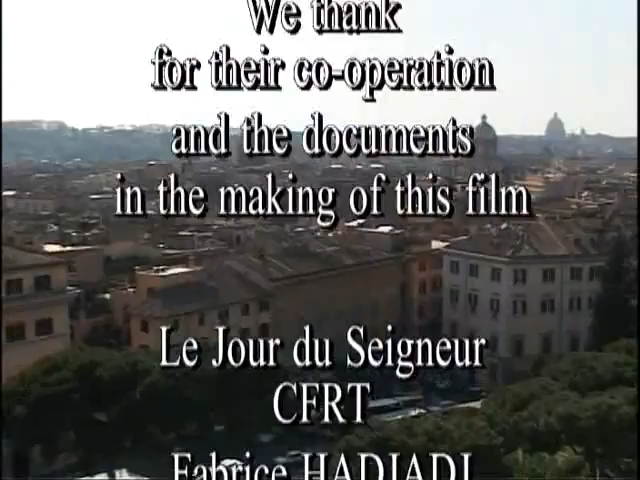 We thank
for their co-operation
and the documents
in the making of this film
Le Jour du Seigneur
CFRT
Fabrice HADJADJ